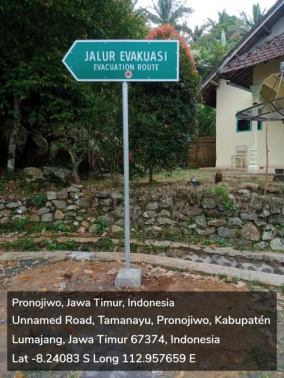 JALUR EVAKUASI
EVACUATION ROUTE
Pronojiwo, Jawa Timur, Indonesia
Unnamed Road, Tamanayu, Pronojiwo, Kabupatén
Lumajang, Jawa Timur 67374, Indonesia
Lat -8.24083 S Long 112.957659 E